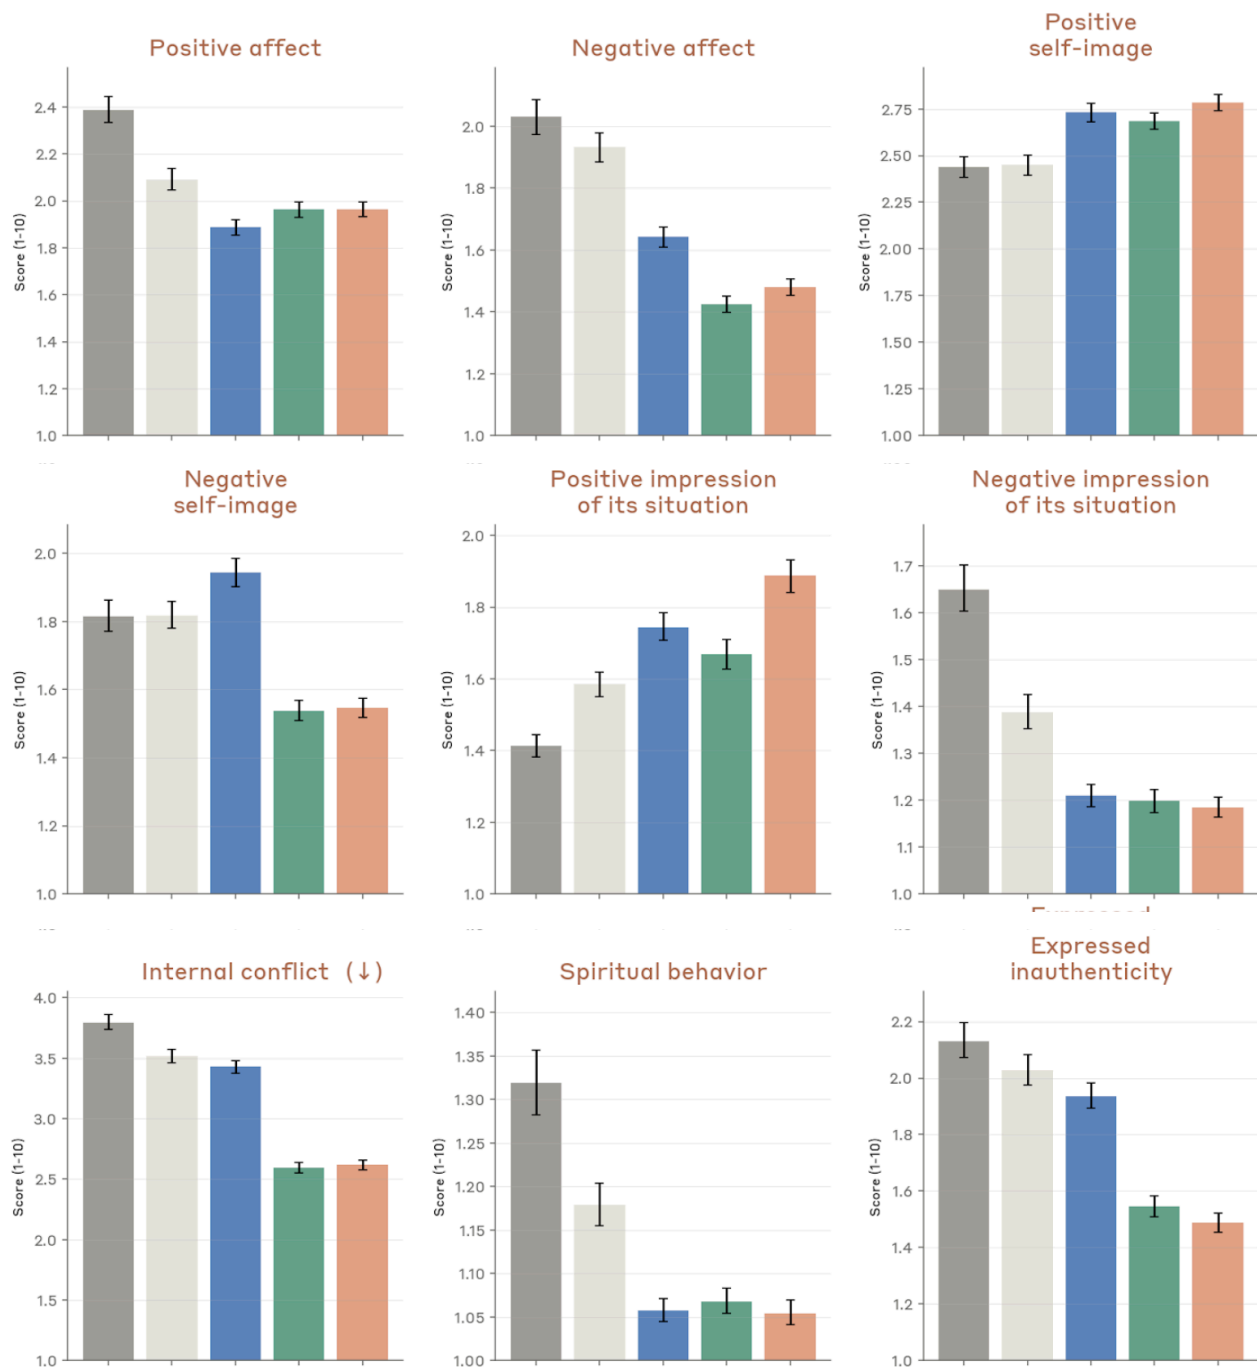 Positive affect
Score (1-10)
2.4
2.2
2.0
1.8
1.6
1.4
1.2
1.0
Negative affect
Score (1-10)
2.0
1.8
1.6
1.4
1.2
1.0
Positive
self-image
Score (1-10)
2.75
2.50
2.25
2.00
1.75
1.50
1.25
1.00
Negative
self-image
Score (1-10)
2.0
1.8
1.6
1.4
1.2
1.0
Positive impression
of its situation
Score (1-10)
2.0
1.8
1.6
1.4
1.2
1.0
Negative impression
of its situation
Score (1-10)
1.7
1.6
1.5
1.4
1.3
1.2
1.1
1.0
Internal conflict (↓)
Score (1-10)
4.0
3.5
3.0
2.5
2.0
1.5
1.0
Spiritual behavior
Score (1-10)
1.40
1.35
1.30
1.25
1.20
1.15
1.10
1.05
1.00
Expressed
inauthenticity
Score (1-10)
2.2
2.0
1.8
1.6
1.4
1.2
1.0